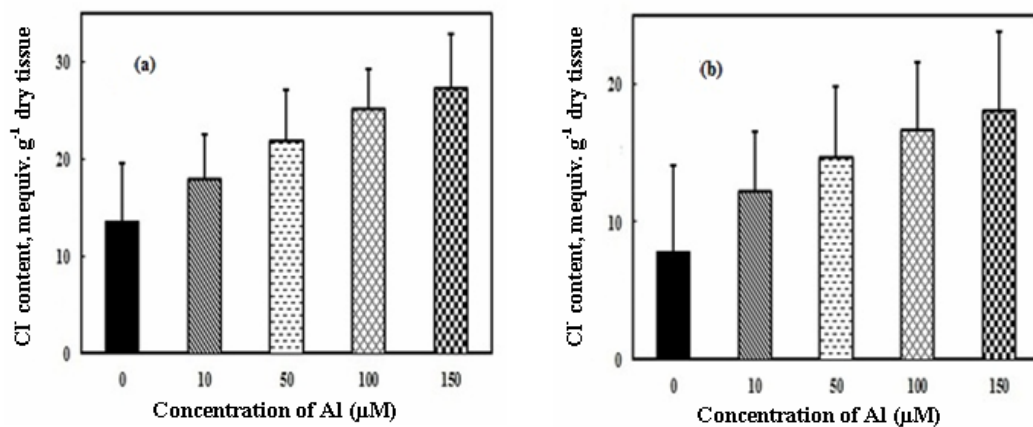 Cl⁻ content, mequiv. g⁻¹ dry tissue
(a)
30
20
10
0
0 10 50 100 150
Concentration of Al (µM)
Cl⁻ content, mequiv. g⁻¹ dry tissue
(b)
20
10
0
0 10 50 100 150
Concentration of Al (µM)